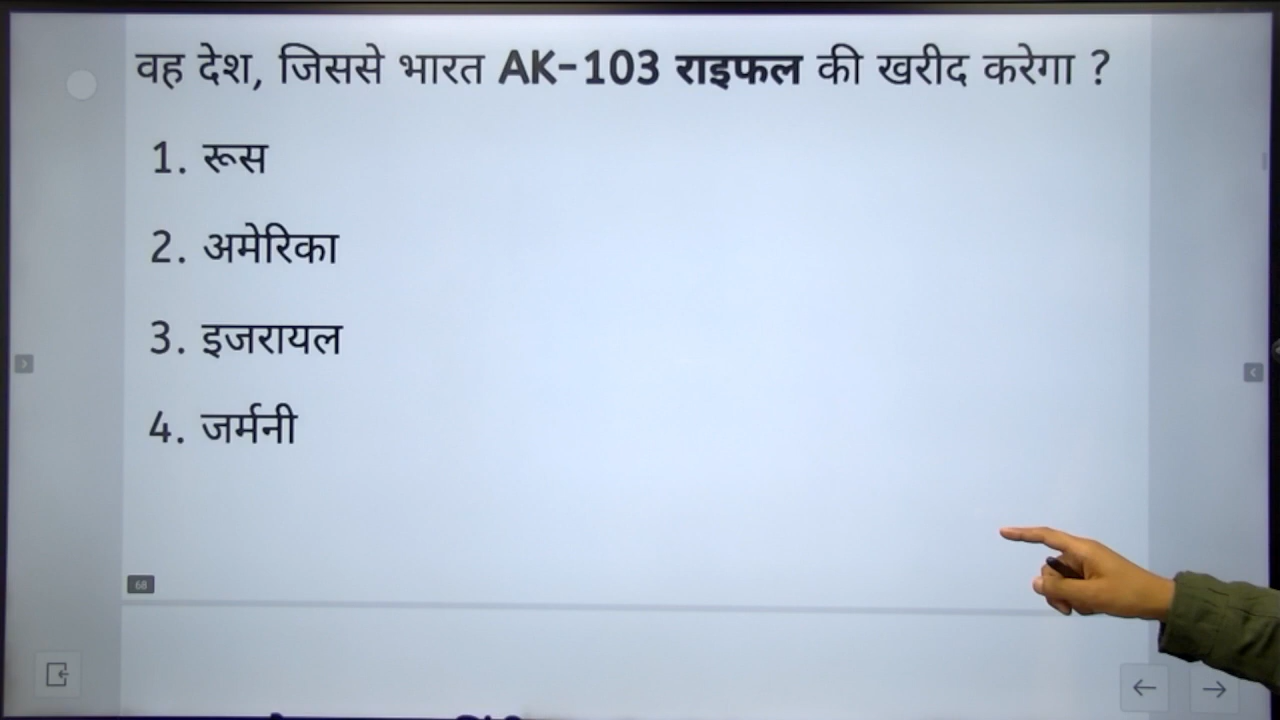 वह देश, जिससे भारत AK-103 राइफल की खरीद करेगा ?
1. रूस
2. अमेरिका
3. इजरायल
4. जर्मनी
68